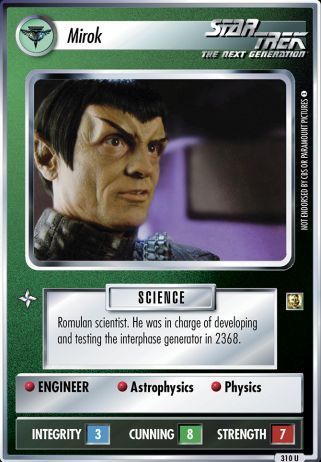 Mirok
STAR TREK
THE NEXT GENERATION
NOT ENDORSED BY CBS OR PARAMOUNT PICTURES
SCIENCE
Romulan scientist. He was in charge of developing
and testing the interphase generator in 2368.
ENGINEER Astrophysics Physics
INTEGRITY 3 CUNNING 8 STRENGTH 7
310 U